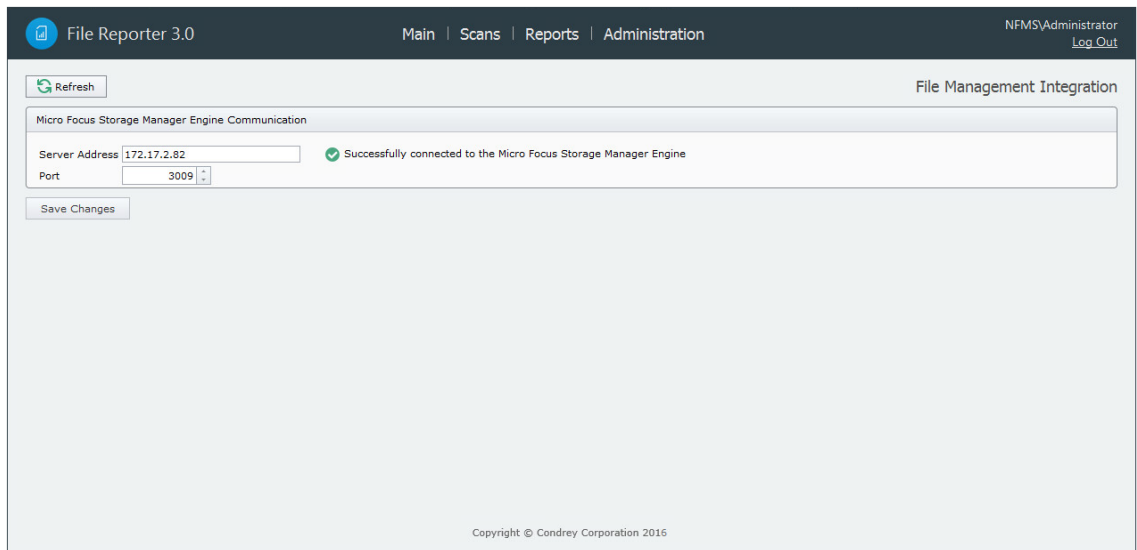 File Reporter 3.0
Main | Scans | Reports | Administration
NFMS\Administrator
Log Out
Refresh
File Management Integration
Micro Focus Storage Manager Engine Communication
Server Address 172.17.2.82
Successfully connected to the Micro Focus Storage Manager Engine
Port 3009
Save Changes
Copyright © Condrey Corporation 2016